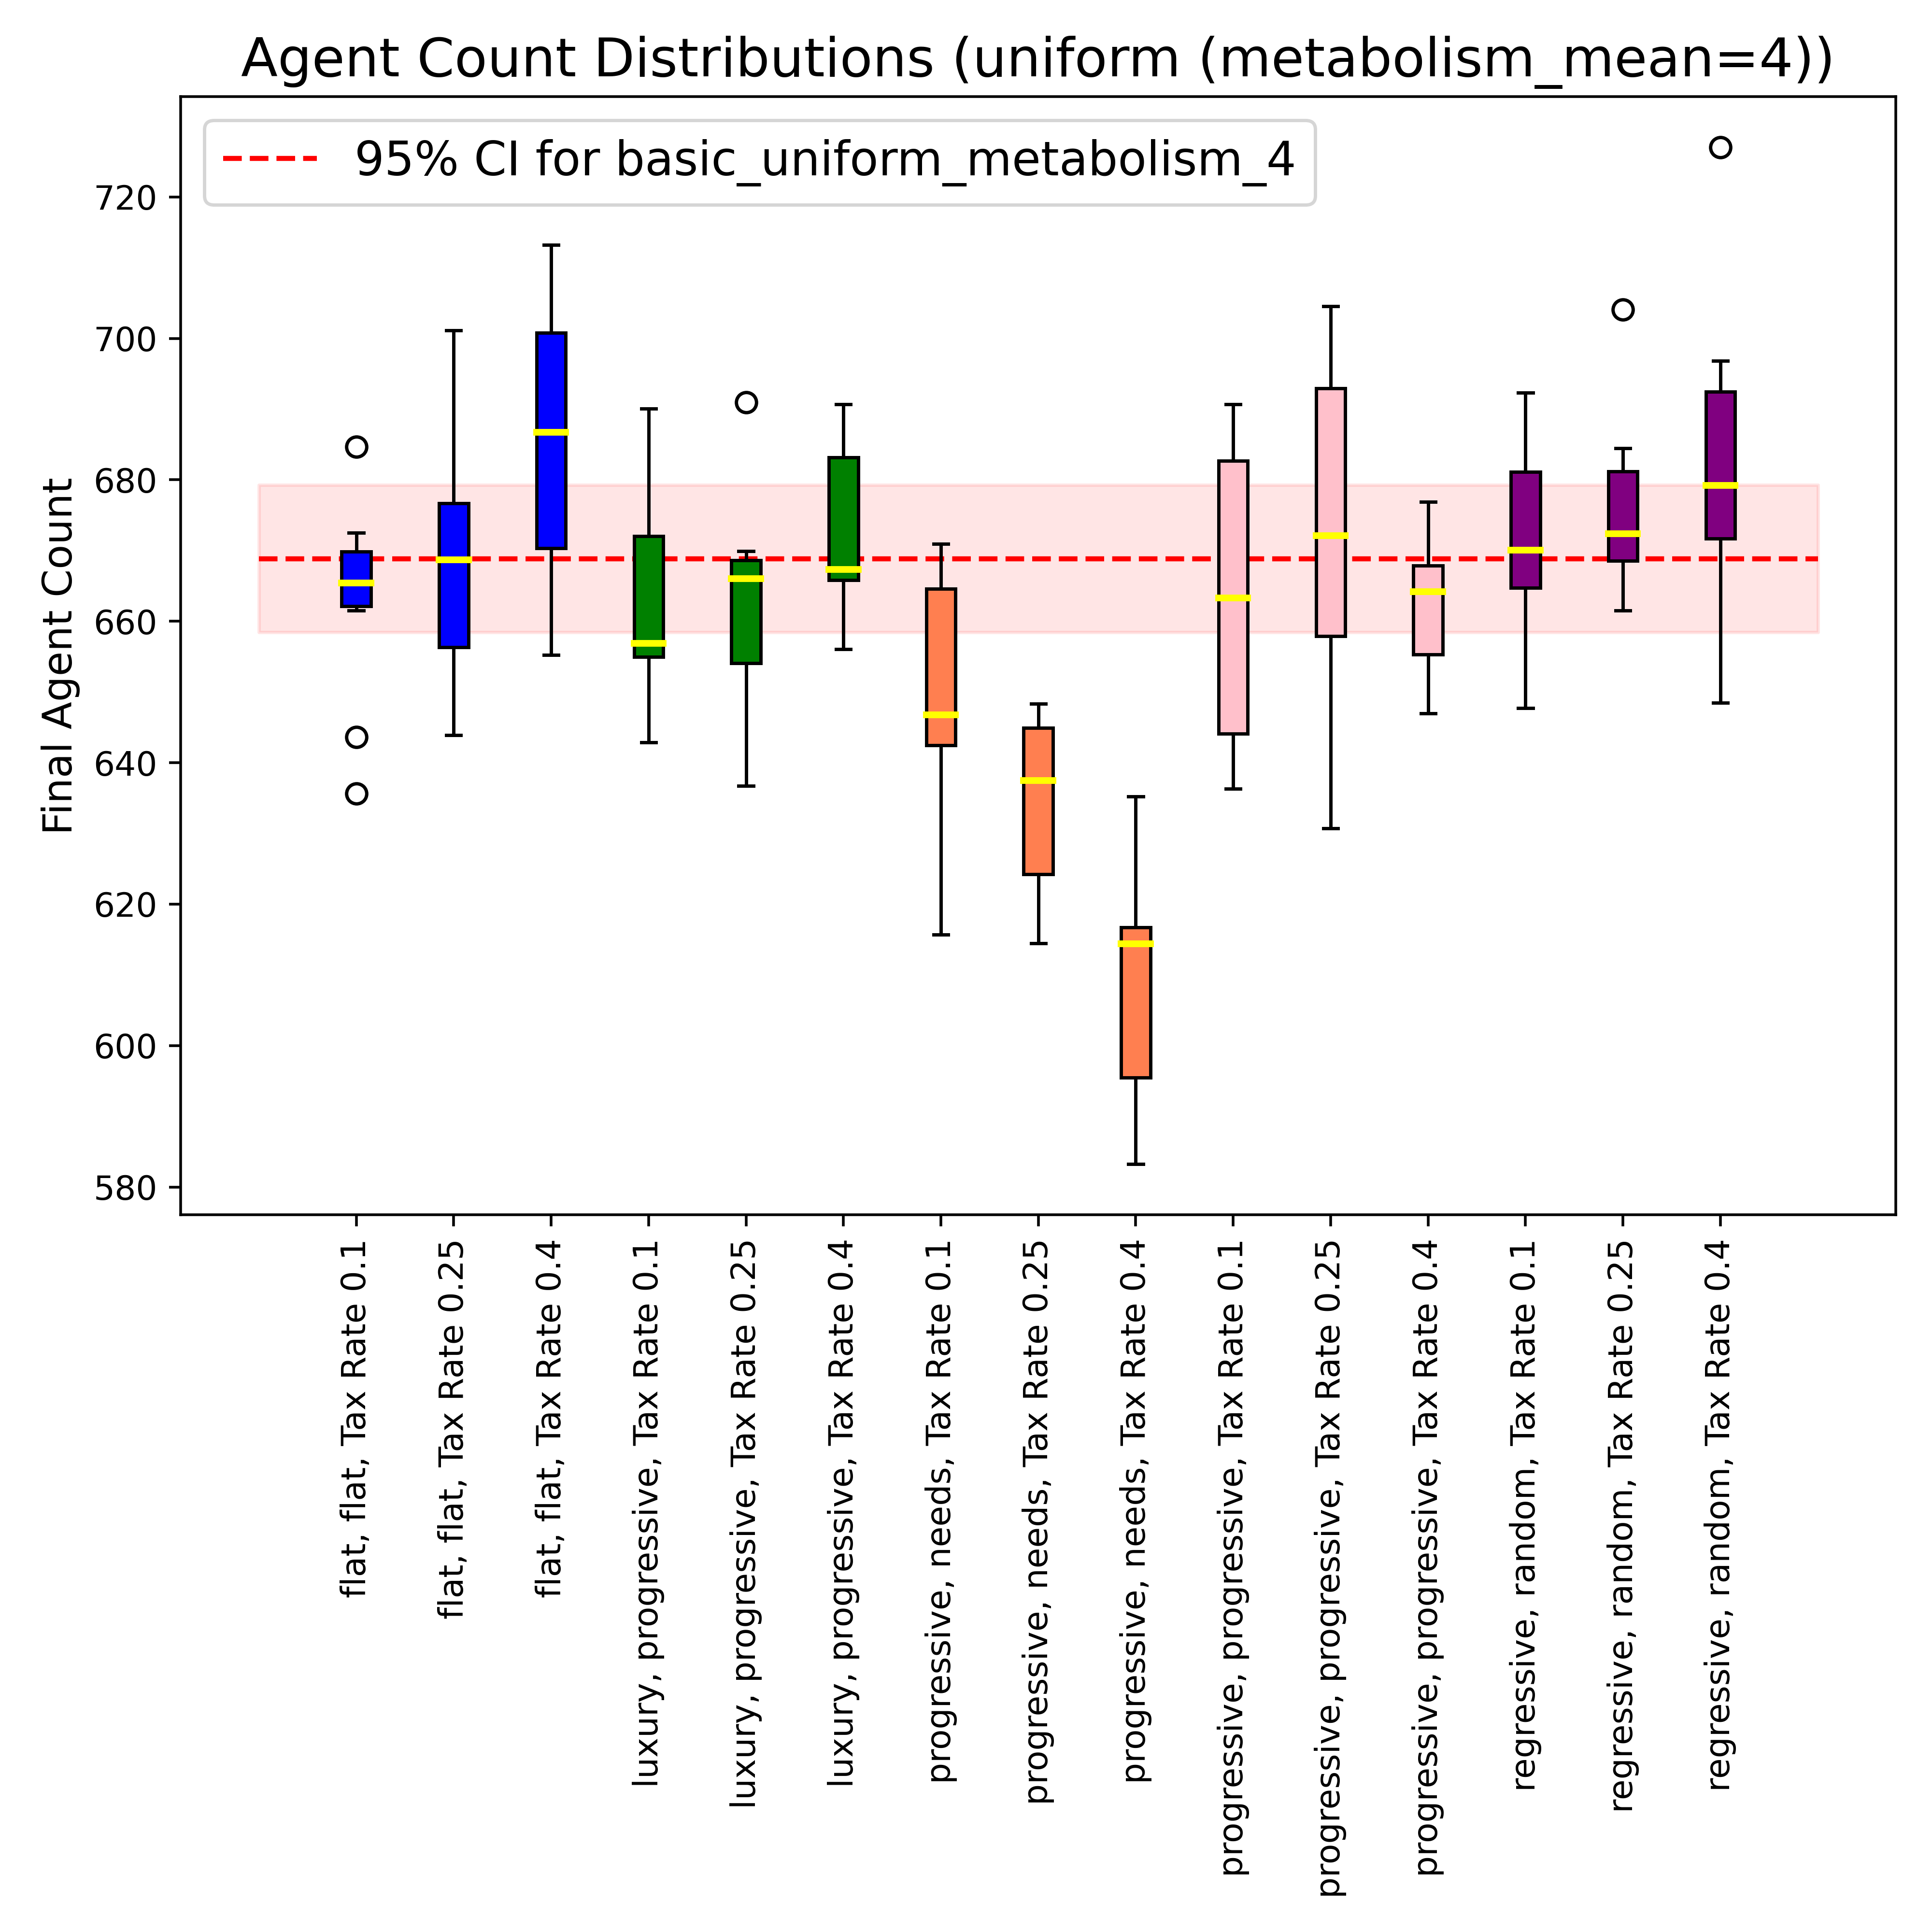 Agent Count Distributions (uniform (metabolism_mean=4))
95% CI for basic_uniform_metabolism_4
Final Agent Count
720
700
680
660
640
620
600
580
flat, flat, Tax Rate 0.1
flat, flat, Tax Rate 0.25
flat, flat, Tax Rate 0.4
luxury, progressive, Tax Rate 0.1
luxury, progressive, Tax Rate 0.25
luxury, progressive, Tax Rate 0.4
progressive, needs, Tax Rate 0.1
progressive, needs, Tax Rate 0.25
progressive, needs, Tax Rate 0.4
progressive, progressive, Tax Rate 0.1
progressive, progressive, Tax Rate 0.25
progressive, progressive, Tax Rate 0.4
regressive, random, Tax Rate 0.1
regressive, random, Tax Rate 0.25
regressive, random, Tax Rate 0.4